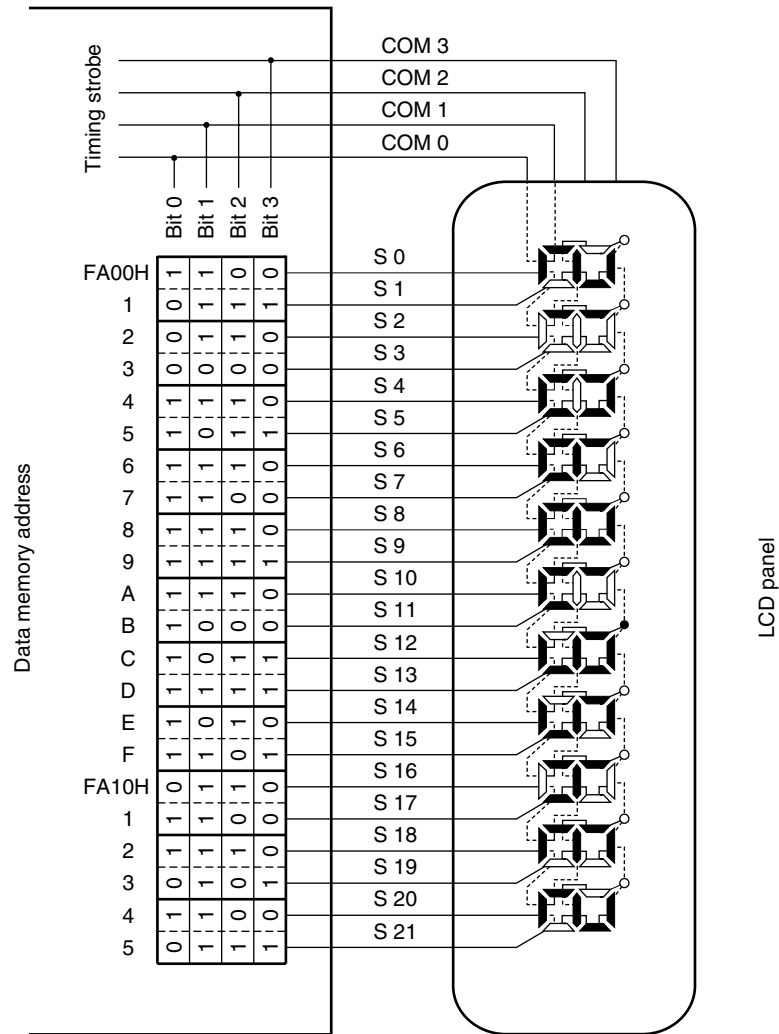 COM 3
COM 2
COM 1
COM 0
Timing strobe
Bit 0
Bit 1
Bit 2
Bit 3
Data memory address
FA00H 1 1 0 0 S 0
1 0 1 1 1 S 1
2 0 1 1 0 S 2
3 0 0 0 0 S 3
4 1 1 1 0 S 4
5 1 0 1 1 S 5
6 1 1 1 0 S 6
7 1 1 0 0 S 7
8 1 1 1 0 S 8
9 1 1 1 1 S 9
A 1 1 1 0 S 10
B 1 0 0 0 S 11
C 1 0 1 1 S 12
D 1 1 1 1 S 13
E 1 0 1 0 S 14
F 1 1 0 1 S 15
FA10H 0 1 1 0 S 16
1 1 1 0 0 S 17
2 1 1 1 0 S 18
3 0 1 0 1 S 19
4 1 1 0 0 S 20
5 0 1 1 1 S 21
LCD panel